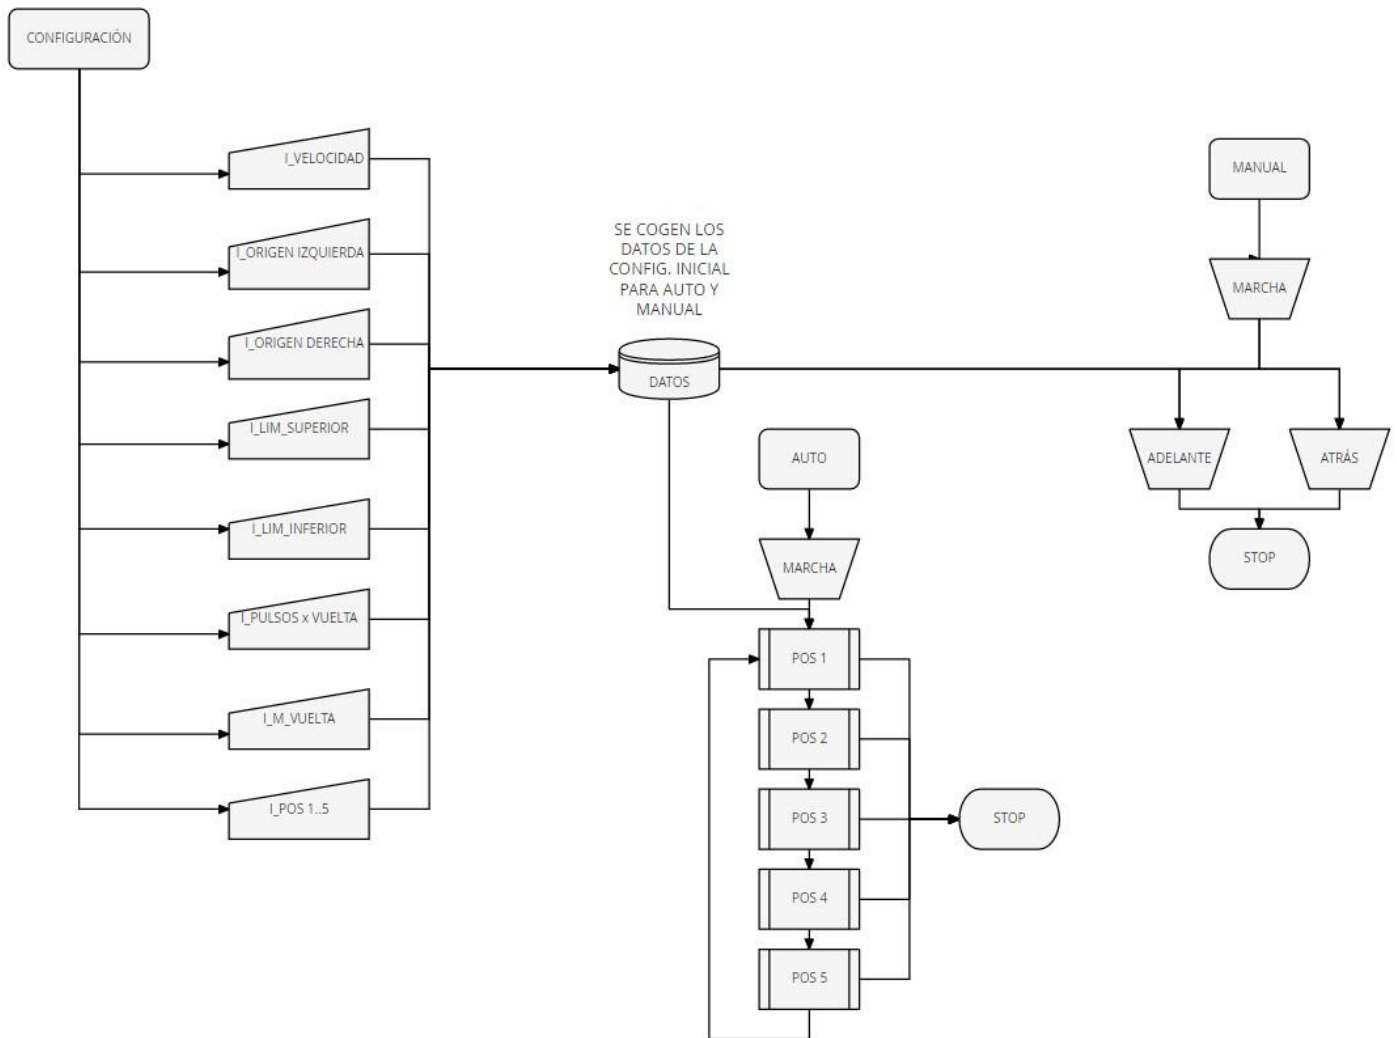 CONFIGURACIÓN
I_VELOCIDAD
I_ORIGEN IZQUIERDA
I_ORIGEN DERECHA
I_LIM_SUPERIOR
I_LIM_INFERIOR
I_PULSOS x VUELTA
I_M_VUELTA
I_POS 1..5
SE COGEN LOS
DATOS DE LA
CONFIG. INICIAL
PARA AUTO Y
MANUAL
DATOS
AUTO
MARCHA
POS 1
POS 2
POS 3
POS 4
POS 5
STOP
MANUAL
MARCHA
ADELANTE
ATRÁS
STOP